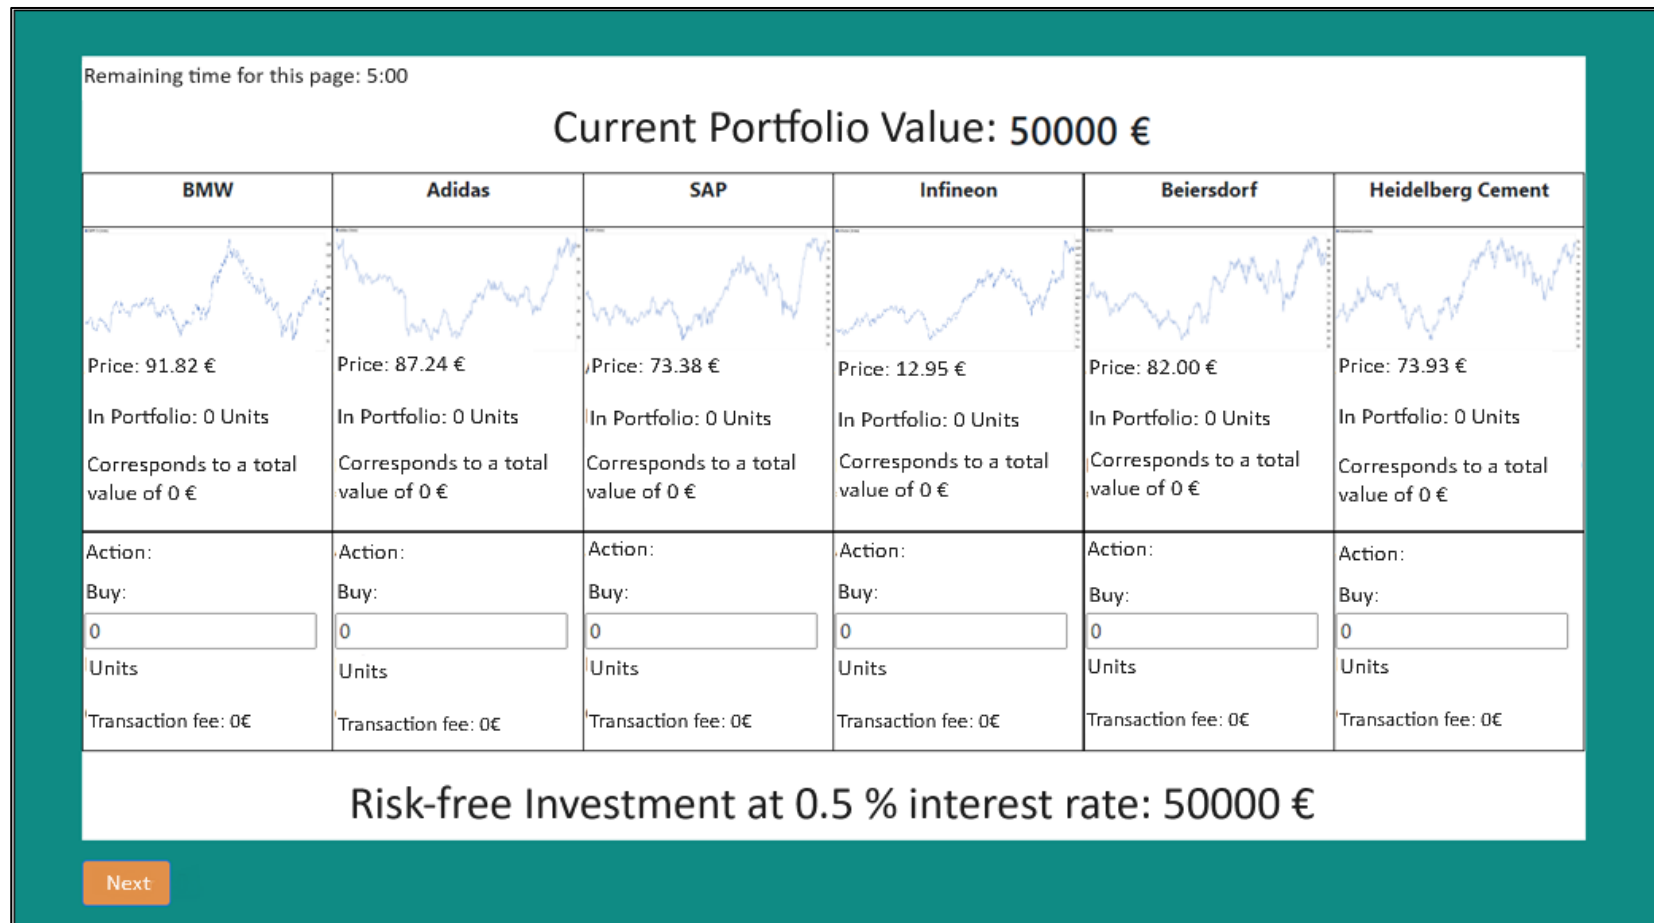 Remaining time for this page: 5:00
Current Portfolio Value: 50000 €
BMW
Adidas
SAP
Infineon
Beiersdorf
Heidelberg Cement
Price: 91.82 €
Price: 87.24 €
Price: 73.38 €
Price: 12.95 €
Price: 82.00 €
Price: 73.93 €
In Portfolio: 0 Units
In Portfolio: 0 Units
In Portfolio: 0 Units
In Portfolio: 0 Units
In Portfolio: 0 Units
In Portfolio: 0 Units
Corresponds to a total
value of 0 €
Corresponds to a total
value of 0 €
Corresponds to a total
value of 0 €
Corresponds to a total
value of 0 €
Corresponds to a total
value of 0 €
Corresponds to a total
value of 0 €
Action:
Action:
Action:
Action:
Action:
Action:
Buy:
Buy:
Buy:
Buy:
Buy:
Buy:
0
0
0
0
0
0
Units
Units
Units
Units
Units
Units
Transaction fee: 0€
Transaction fee: 0€
Transaction fee: 0€
Transaction fee: 0€
Transaction fee: 0€
Transaction fee: 0€
Risk-free Investment at 0.5 % interest rate: 50000 €
Next